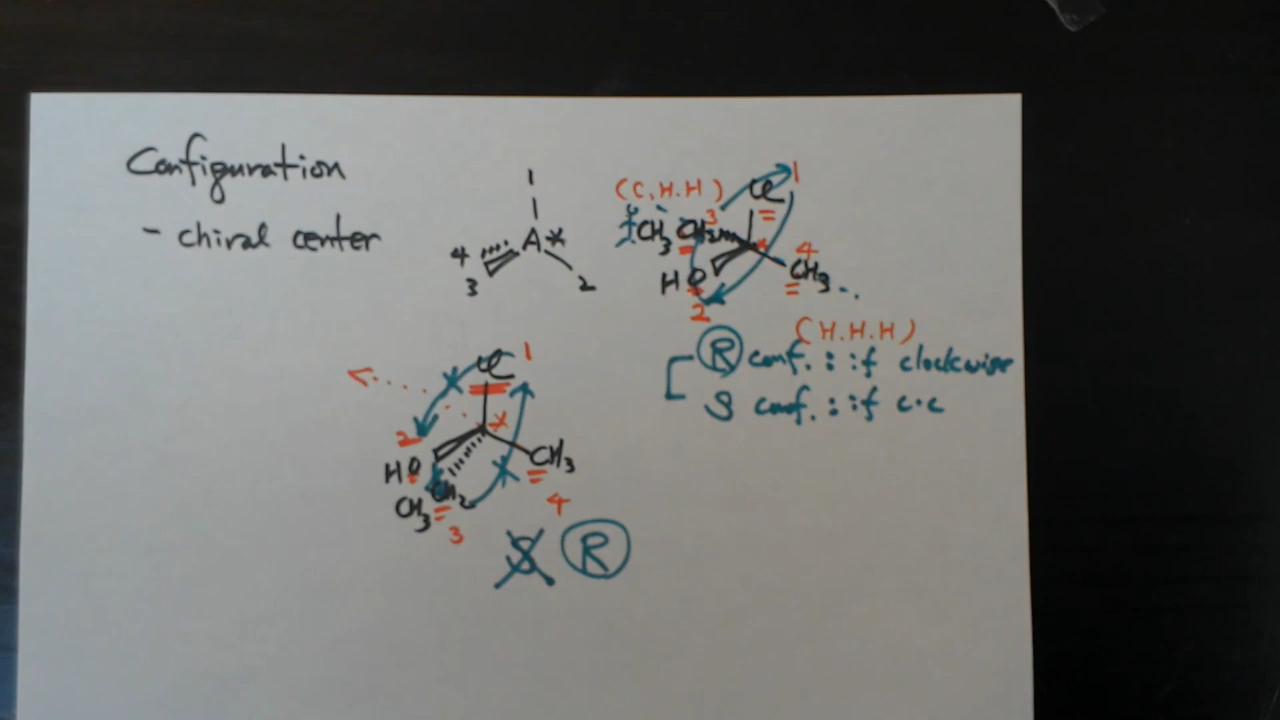 Configuration
- chiral center
1
A*
4
3
2
(C.H.H)
1
Cl
3
CH3 CH2
*
4
HO
CH3
2
(H.H.H)
R conf. : if clockwise
S conf. : if c.c
Cl 1
*
2
HO
CH3
CH2
CH3
3
4
S R